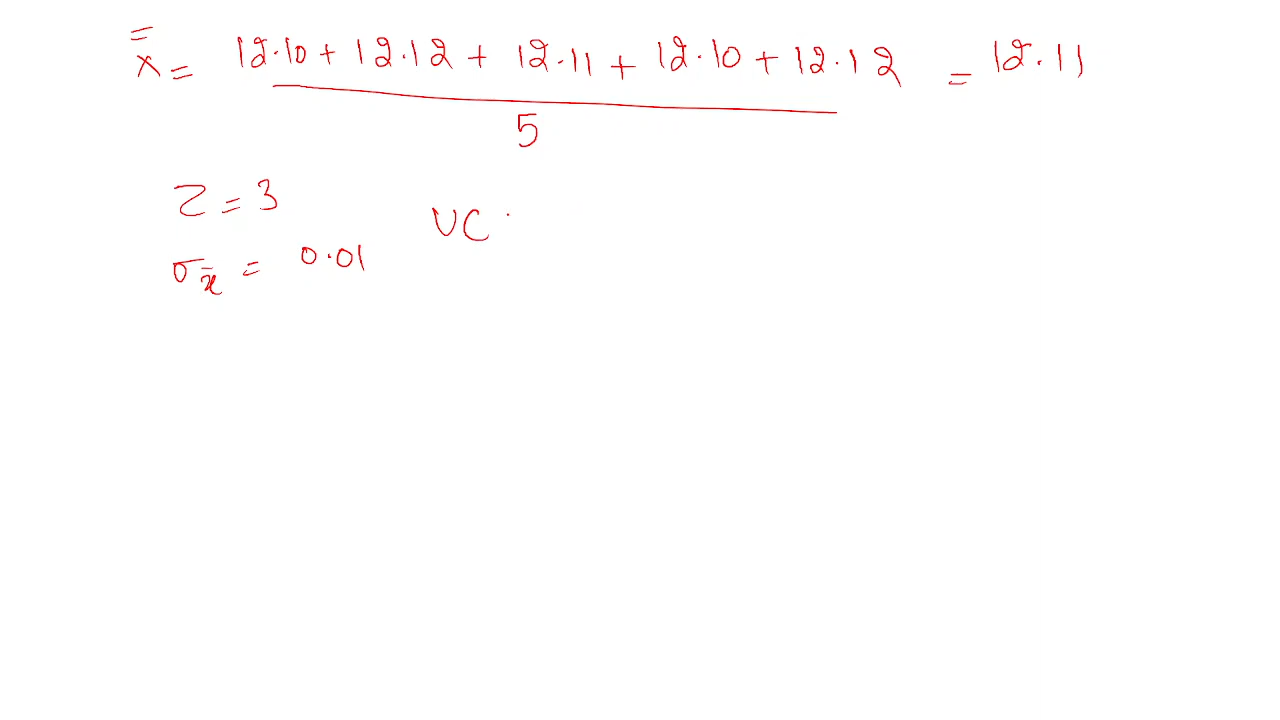 x̿ = 12.10 + 12.12 + 12.11 + 12.10 + 12.12 = 12.11
5
Z = 3
UC
σx̄ = 0.01